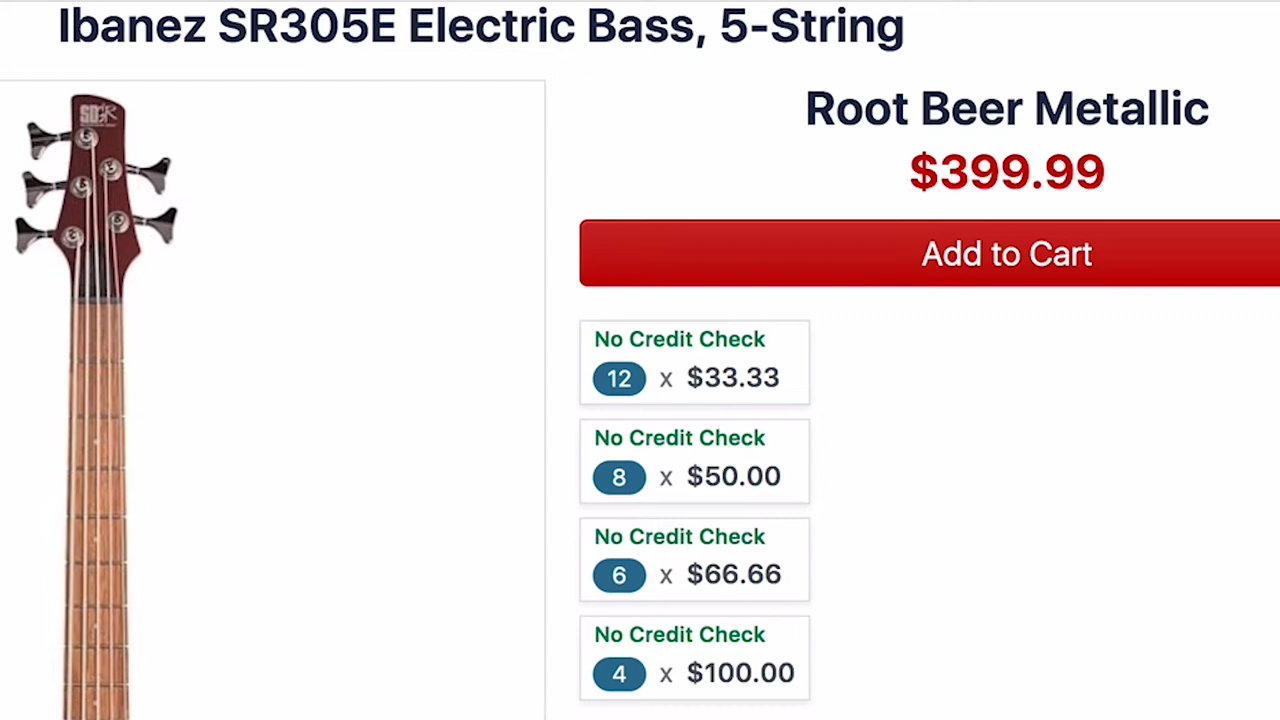 Ibanez SR305E Electric Bass, 5-String
Root Beer Metallic
$399.99
Add to Cart
No Credit Check
12 x $33.33
No Credit Check
8 x $50.00
No Credit Check
6 x $66.66
No Credit Check
4 x $100.00